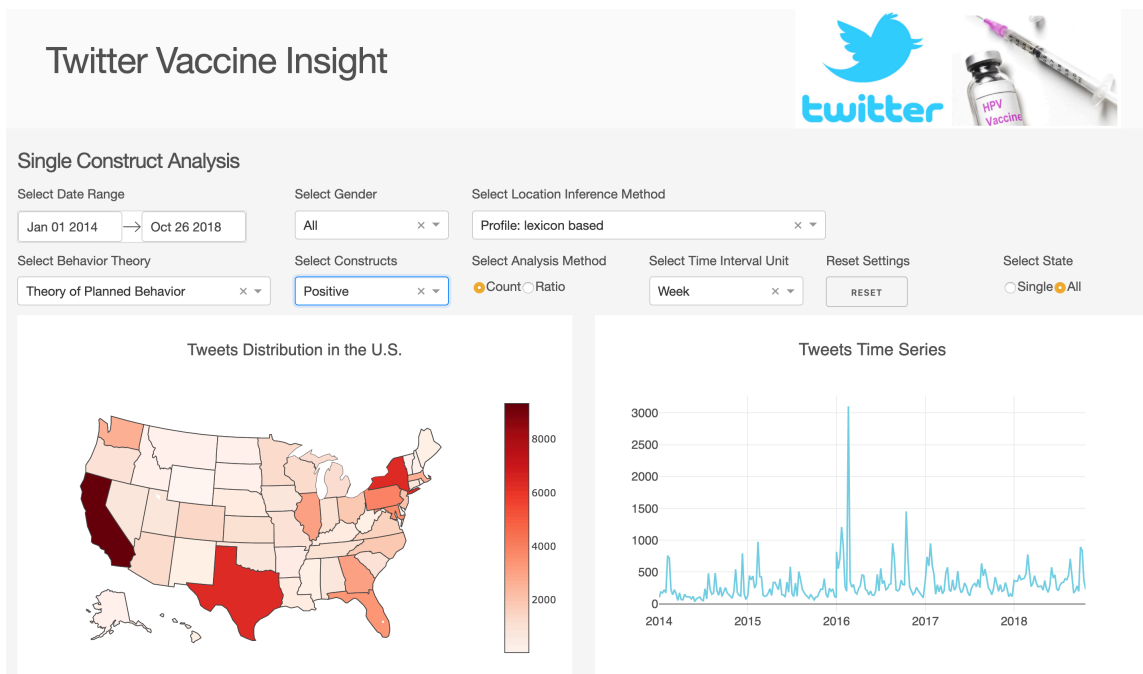 Twitter Vaccine Insight
twitter
HPV
Vaccine
Single Construct Analysis
Select Date Range
Select Gender
Select Location Inference Method
Jan 01 2014
Oct 26 2018
All
Profile: lexicon based
Select Behavior Theory
Select Constructs
Select Analysis Method
Select Time Interval Unit
Reset Settings
Select State
Theory of Planned Behavior
Positive
Count
Ratio
Week
RESET
Single
All
Tweets Distribution in the U.S.
8000
6000
4000
2000
Tweets Time Series
3000
2500
2000
1500
1000
500
0
2014
2015
2016
2017
2018